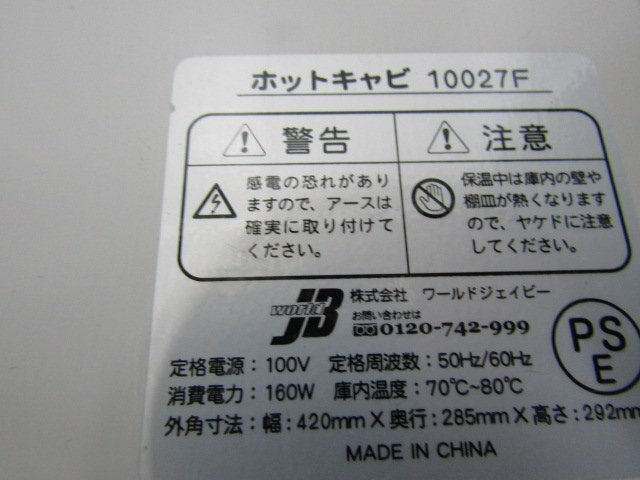 ホットキャビ 10027F
警告
感電の恐れがあり
ますので、アースは
確実に取り付けて
ください。
注意
保温中は庫内の壁や
棚皿が熱くなります
ので、ヤケドに注意
してください。
world JB
株式会社 ワールドジェイビー
お問い合わせは
0120-742-999
PS
E
定格電源:100V 定格周波数:50Hz/60Hz
消費電力:160W 庫内温度:70℃~80℃
外角寸法:幅:420mm X 奥行:285mm X 高さ:292mm
MADE IN CHINA